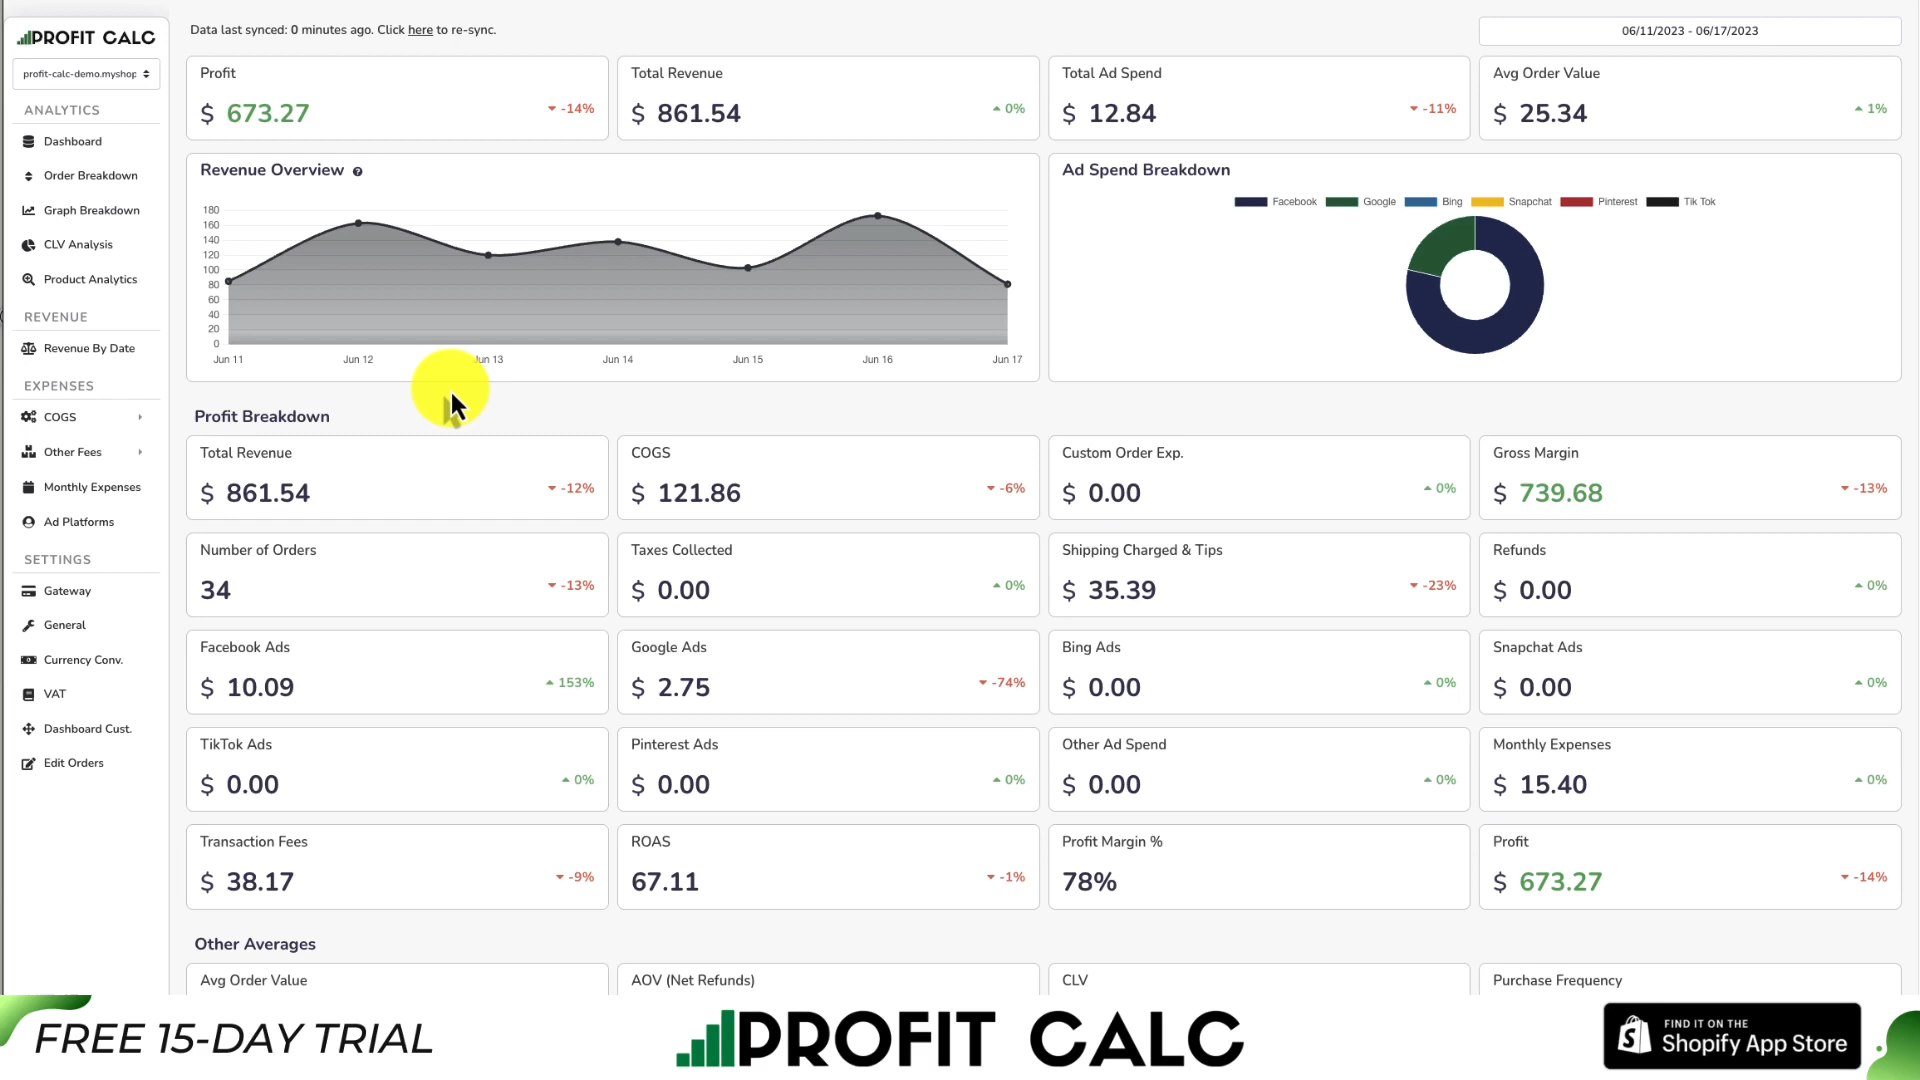 PROFIT CALC
profit-calc-demo.myshop
ANALYTICS
Dashboard
Order Breakdown
Graph Breakdown
CLV Analysis
Product Analytics
REVENUE
Revenue By Date
EXPENSES
COGS
Other Fees
Monthly Expenses
Ad Platforms
SETTINGS
Gateway
General
Currency Conv.
VAT
Dashboard Cust.
Edit Orders
Data last synced: 0 minutes ago. Click here to re-sync.
06/11/2023 - 06/17/2023
Profit
$ 673.27 -14%
Total Revenue
$ 861.54 0%
Total Ad Spend
$ 12.84 -11%
Avg Order Value
$ 25.34 1%
Revenue Overview
180
160
140
120
100
80
60
40
20
0
Jun 11 Jun 12 Jun 13 Jun 14 Jun 15 Jun 16 Jun 17
Ad Spend Breakdown
Facebook Google Bing Snapchat Pinterest Tik Tok
Profit Breakdown
Total Revenue
$ 861.54 -12%
COGS
$ 121.86 -6%
Custom Order Exp.
$ 0.00 0%
Gross Margin
$ 739.68 -13%
Number of Orders
34 -13%
Taxes Collected
$ 0.00 0%
Shipping Charged & Tips
$ 35.39 -23%
Refunds
$ 0.00 0%
Facebook Ads
$ 10.09 153%
Google Ads
$ 2.75 -74%
Bing Ads
$ 0.00 0%
Snapchat Ads
$ 0.00 0%
TikTok Ads
$ 0.00 0%
Pinterest Ads
$ 0.00 0%
Other Ad Spend
$ 0.00 0%
Monthly Expenses
$ 15.40 0%
Transaction Fees
$ 38.17 -9%
ROAS
67.11 -1%
Profit Margin %
78%
Profit
$ 673.27 -14%
Other Averages
Avg Order Value
AOV (Net Refunds)
CLV
Purchase Frequency
FREE 15-DAY TRIAL
PROFIT CALC
FIND IT ON THE
Shopify App Store